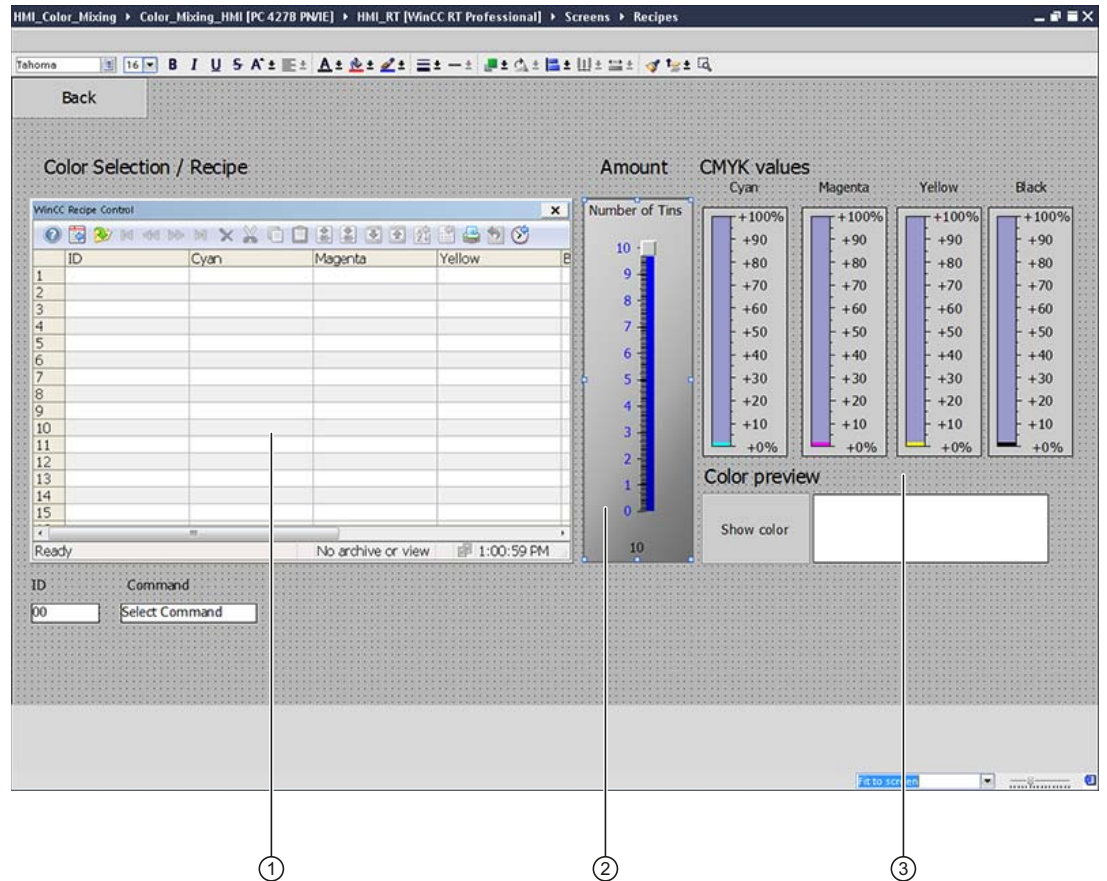 HMI_Color_Mixing ▸ Color_Mixing_HMI [PC 427B PN/IE] ▸ HMI_RT [WinCC RT Professional] ▸ Screens ▸ Recipes
Tahoma 16 B I U S A
Back
Color Selection / Recipe
Amount
CMYK values
Cyan Magenta Yellow Black
WinCC Recipe Control
ID Cyan Magenta Yellow B
1
2
3
4
5
6
7
8
9
10
11
12
13
14
15
Ready No archive or view 1:00:59 PM
Number of Tins
10
9
8
7
6
5
4
3
2
1
0
10
+100% +100% +100% +100%
+90 +90 +90 +90
+80 +80 +80 +80
+70 +70 +70 +70
+60 +60 +60 +60
+50 +50 +50 +50
+40 +40 +40 +40
+30 +30 +30 +30
+20 +20 +20 +20
+10 +10 +10 +10
+0% +0% +0% +0%
Color preview
Show color
ID Command
00 Select Command
Fit to screen
1 2 3